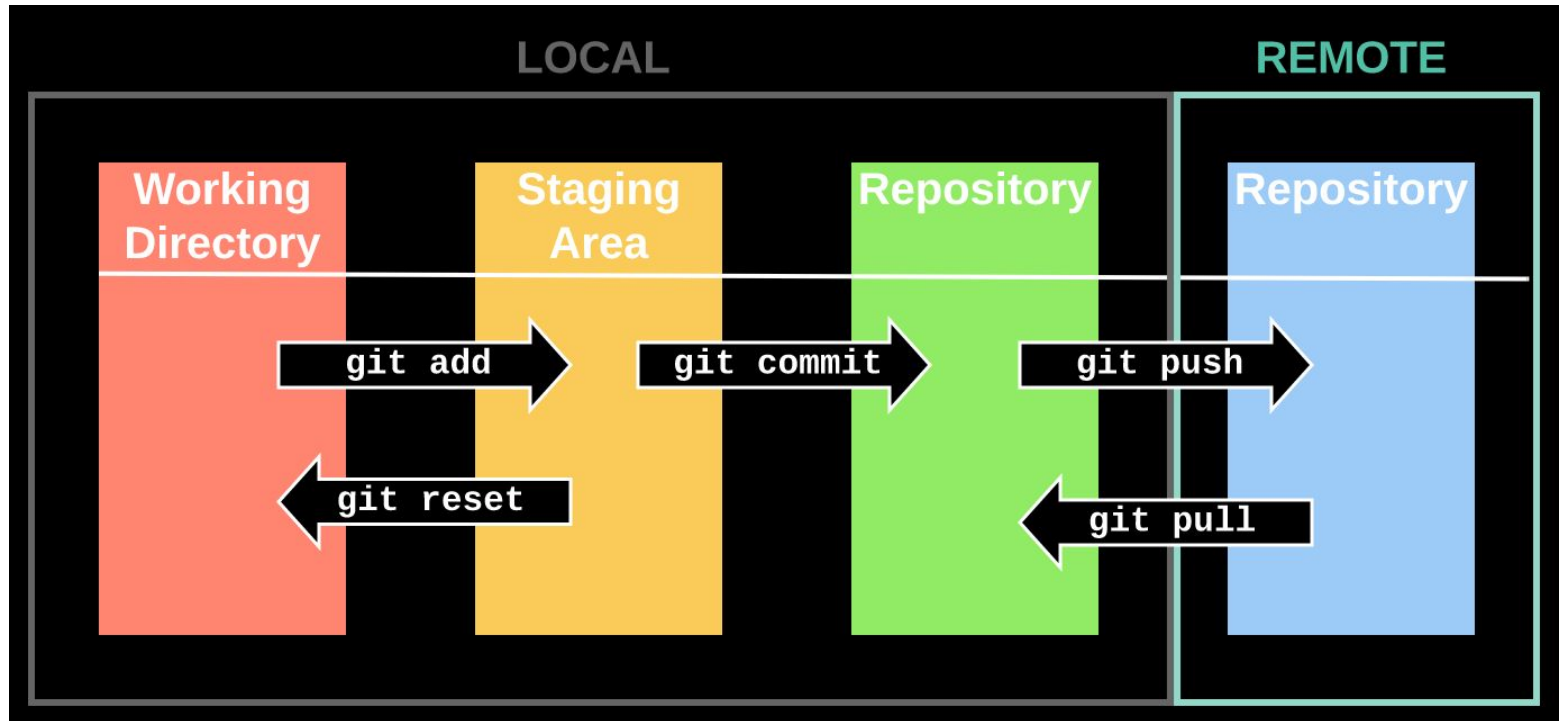 LOCAL
REMOTE
Working
Directory
Staging
Area
Repository
Repository
git add
git commit
git push
git reset
git pull